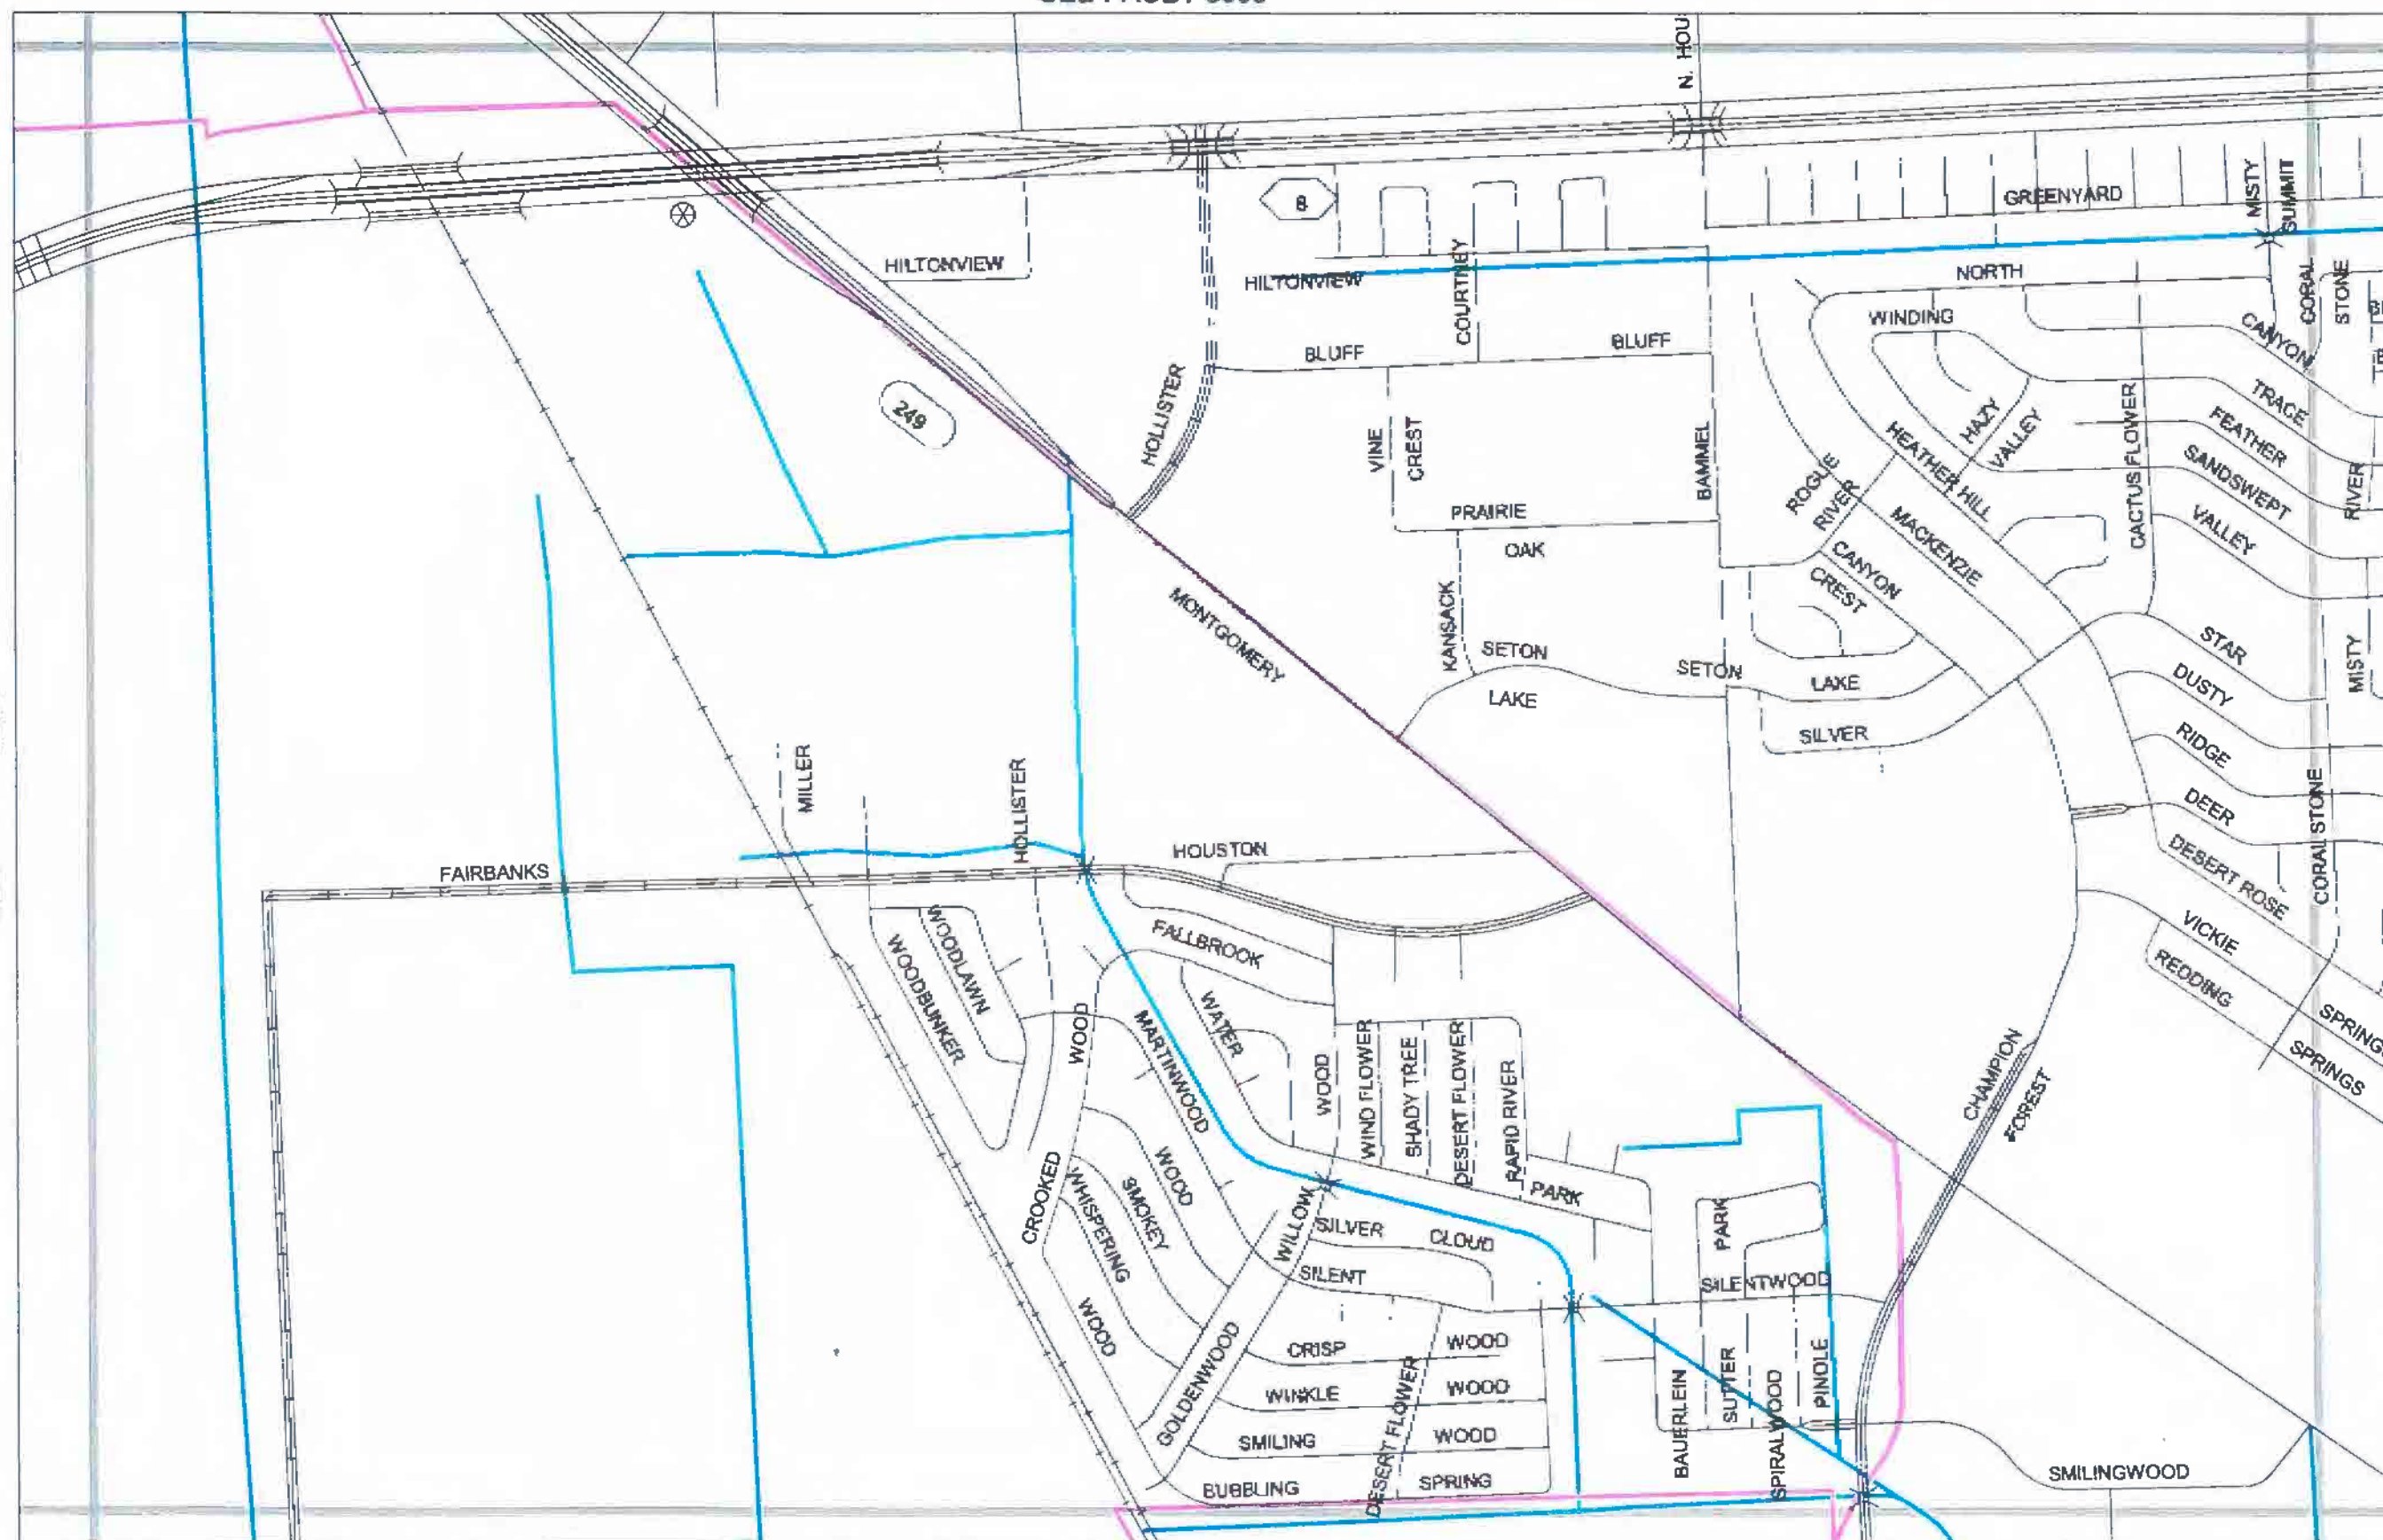 N. HOU
MISTY
SUMMIT
GREENYARD
8
HILTONVIEW
HILTONVIEW
COURTNEY
NORTH
CORAL
STONE
WINDING
CANYON
BLUFF
BLUFF
249
HOLLISTER
VINE
CREST
BAMMEL
HAZY
VALLEY
HEATHER HILL
CACTUS FLOWER
TRACE
FEATHER
SANDSWEPT
RIVER
ROGUE
RIVER
PRAIRIE
OAK
MACKENZIE
VALLEY
CANYON
CREST
MONTGOMERY
KANSACK
SETON
LAKE
SETON
LAKE
STAR
MISTY
DUSTY
SILVER
RIDGE
MILLER
HOLLISTER
DEER
CORALSTONE
HOUSTON
FAIRBANKS
DESERT ROSE
VICKIE
REDDING
FALLBROOK
WOODLAWN
WOODBUNKER
WATER
SPRINGS
SPRINGS
WOOD
MARTINWOOD
WOOD
WIND FLOWER
SHADY TREE
DESERT FLOWER
RAPID RIVER
CHAMPION
FOREST
CROOKED
WOOD
SMOKEY
WHISPERING
PARK
PARK
WILLOW
SILVER
CLOUD
SILENT
SILENTWOOD
WOOD
CRISP
WOOD
GOLDENWOOD
WINKLE
WOOD
DESERT FLOWER
SUTTER
PINOLE
BAUERLEIN
SPIRALWOOD
SMILING
WOOD
SMILINGWOOD
BUBBLING
SPRING